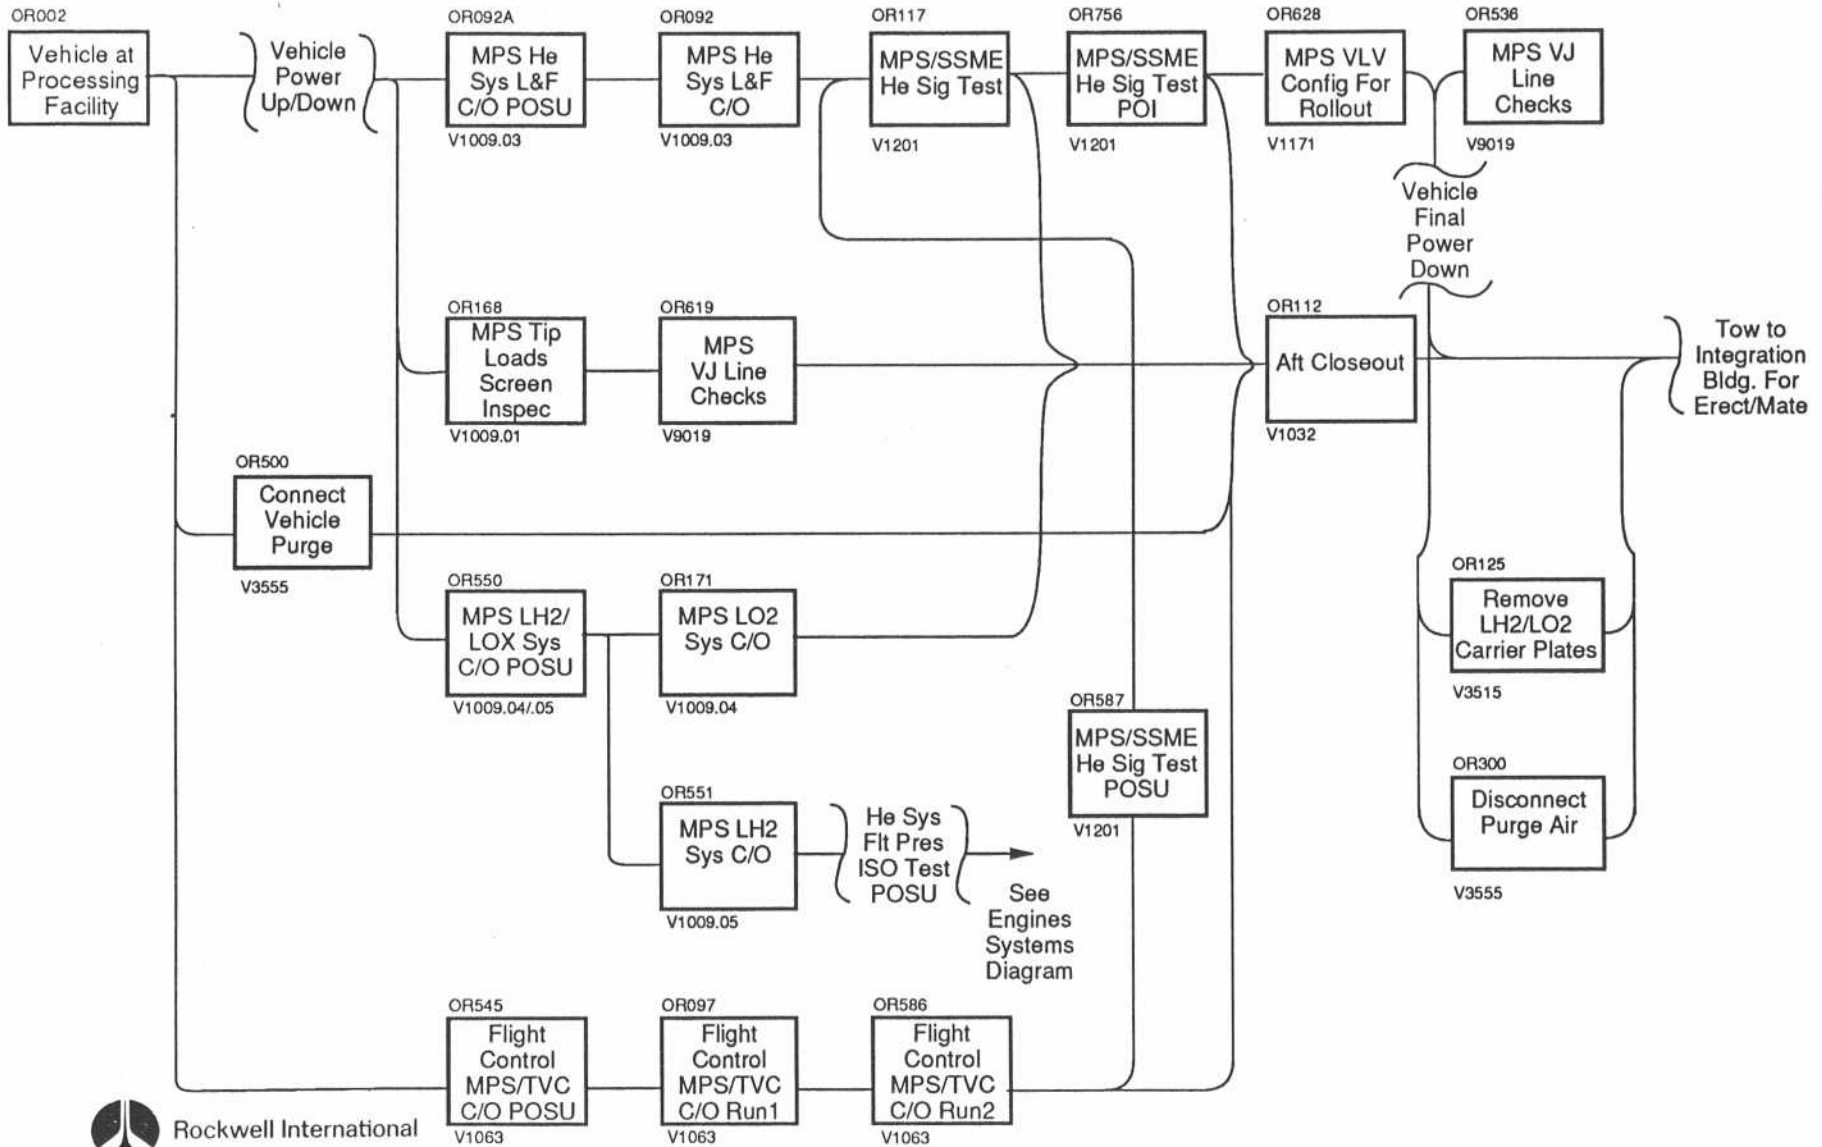 OR002
Vehicle at
Processing
Facility
Vehicle
Power
Up/Down
OR092A
MPS He
Sys L&F
C/O POSU
V1009.03
OR092
MPS He
Sys L&F
C/O
V1009.03
OR117
MPS/SSME
He Sig Test
V1201
OR756
MPS/SSME
He Sig Test
POI
V1201
OR628
MPS VLV
Config For
Rollout
V1171
OR536
MPS VJ
Line
Checks
V9019
Vehicle
Final
Power
Down
OR168
MPS Tip
Loads
Screen
Inspec
V1009.01
OR619
MPS
VJ Line
Checks
V9019
OR112
Aft Closeout
V1032
Tow to
Integration
Bldg. For
Erect/Mate
OR500
Connect
Vehicle
Purge
V3555
OR550
MPS LH2/
LOX Sys
C/O POSU
V1009.04/.05
OR171
MPS LO2
Sys C/O
V1009.04
OR125
Remove
LH2/LO2
Carrier Plates
V3515
OR587
MPS/SSME
He Sig Test
POSU
V1201
OR300
Disconnect
Purge Air
V3555
OR551
MPS LH2
Sys C/O
V1009.05
He Sys
Flt Pres
ISO Test
POSU
See
Engines
Systems
Diagram
OR545
Flight
Control
MPS/TVC
C/O POSU
V1063
OR097
Flight
Control
MPS/TVC
C/O Run1
V1063
OR586
Flight
Control
MPS/TVC
C/O Run2
V1063
Rockwell International